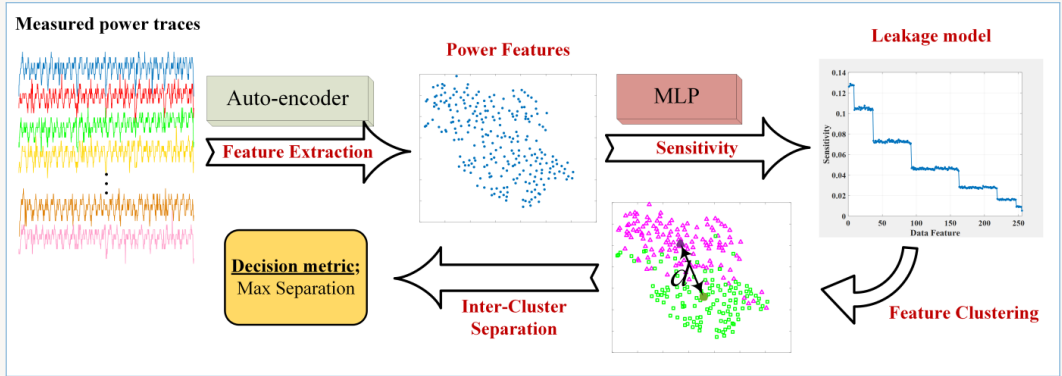 Measured power traces
Auto-encoder
Feature Extraction
Power Features
MLP
Sensitivity
Leakage model
0.14
0.12
0.1
0.08
0.06
0.04
0.02
0
Sensitivity
0
50
100
150
200
250
Data Feature
Feature Clustering
d
Inter-Cluster
Separation
Decision metric;
Max Separation